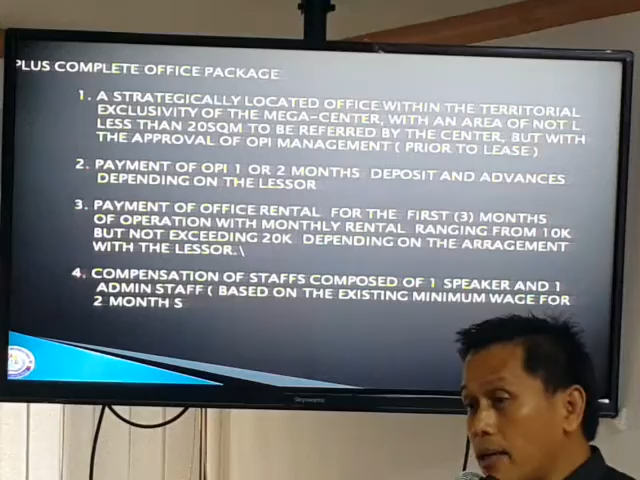 PLUS COMPLETE OFFICE PACKAGE
1. A STRATEGICALLY LOCATED OFFICE WITHIN THE TERRITORIAL
EXCLUSIVITY OF THE MEGA-CENTER, WITH AN AREA OF NOT L
LESS THAN 20SQM TO BE REFERRED BY THE CENTER, BUT WITH
THE APPROVAL OF OPI MANAGEMENT ( PRIOR TO LEASE )
2. PAYMENT OF OPI 1 OR 2 MONTHS DEPOSIT AND ADVANCES
DEPENDING ON THE LESSOR
3. PAYMENT OF OFFICE RENTAL FOR THE FIRST (3) MONTHS
OF OPERATION WITH MONTHLY RENTAL RANGING FROM 10K
BUT NOT EXCEEDING 20K DEPENDING ON THE ARRAGEMENT
WITH THE LESSOR.\
4. COMPENSATION OF STAFFS COMPOSED OF 1 SPEAKER AND 1
ADMIN STAFF ( BASED ON THE EXISTING MINIMUM WAGE FOR
2 MONTH S
Skyworth